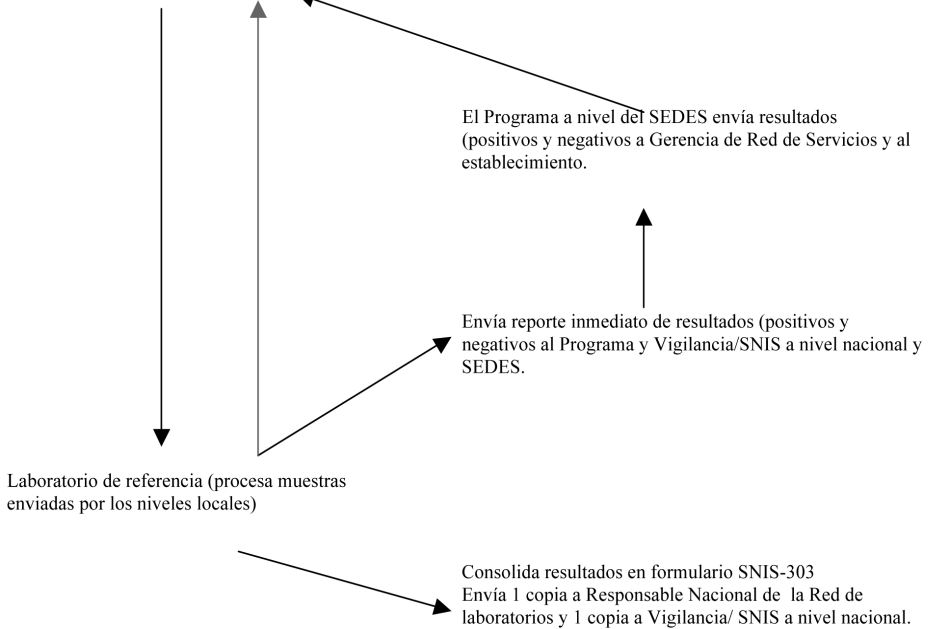 El Programa a nivel del SEDES envía resultados
(positivos y negativos a Gerencia de Red de Servicios y al
establecimiento.
Envía reporte inmediato de resultados (positivos y
negativos al Programa y Vigilancia/SNIS a nivel nacional y
SEDES.
Laboratorio de referencia (procesa muestras
enviadas por los niveles locales)
Consolida resultados en formulario SNIS-303
Envía 1 copia a Responsable Nacional de la Red de
laboratorios y 1 copia a Vigilancia/ SNIS a nivel nacional.